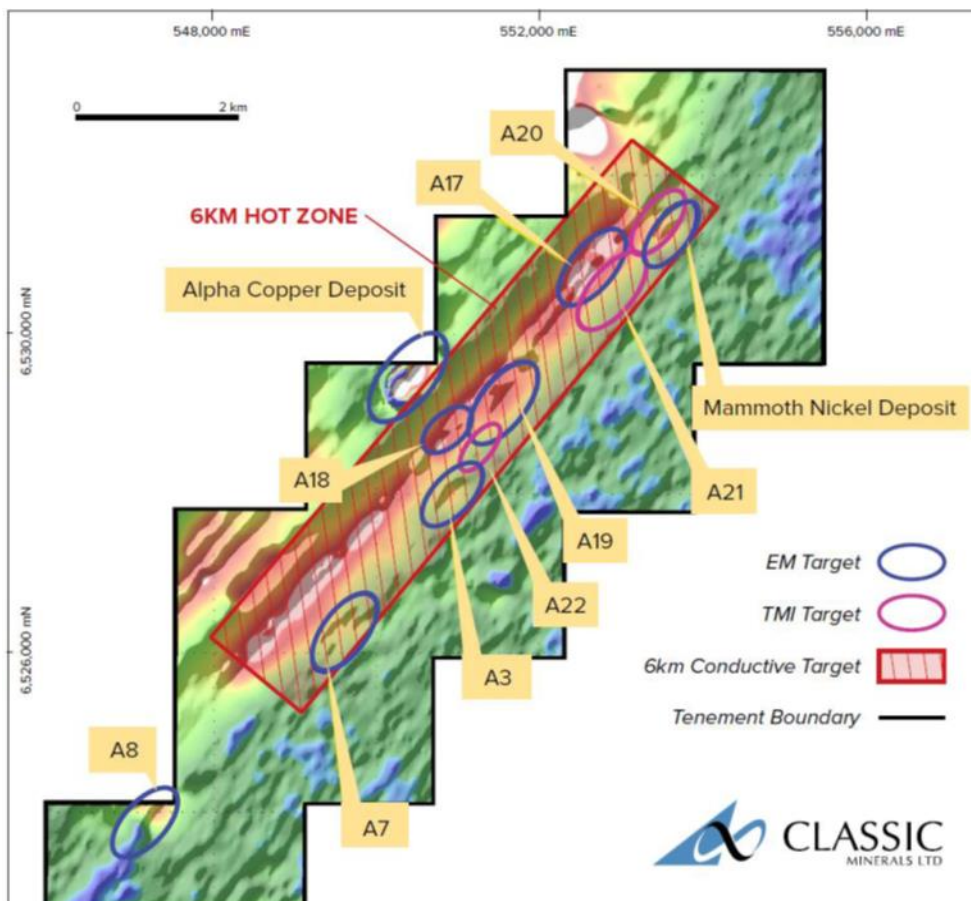 548,000 mE
552,000 mE
556,000 mE
0
2 km
A20
A17
6KM HOT ZONE
Alpha Copper Deposit
6,530,000 mN
Mammoth Nickel Deposit
A18
A21
A19
EM Target
A22
TMI Target
6,526,000 mN
A3
6km Conductive Target
Tenement Boundary
A8
A7
CLASSIC
MINERALS LTD